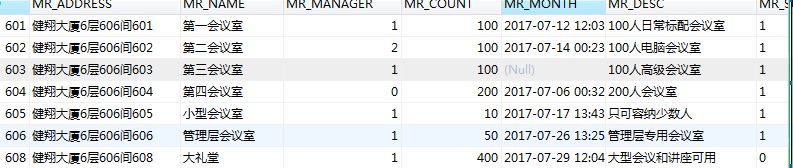 MR_ADDRESS MR_NAME MR_MANAGER MR_COUNT MR_MONTH MR_DESC
601 健翔大厦6层606间601 第一会议室 1 100 2017-07-12 12:03 100人日常标配会议室 1
602 健翔大厦6层606间602 第二会议室 2 100 2017-07-14 00:23 100人电脑会议室 1
603 健翔大厦6层606间603 第三会议室 1 100 (Null) 100人高级会议室 1
604 健翔大厦6层606间604 第四会议室 0 200 2017-07-06 00:32 200人会议室 1
605 健翔大厦6层606间605 小型会议室 1 10 2017-07-17 13:43 只可容纳少数人 1
606 健翔大厦6层606间606 管理层会议室 1 50 2017-07-26 13:25 管理层专用会议室 1
608 健翔大厦6层606间608 大礼堂 1 400 2017-07-29 12:04 大型会议和讲座可用 0